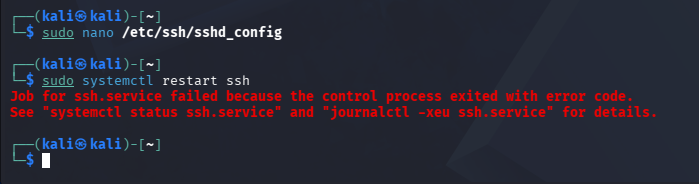 ┌──(kali㉿kali)-[~]
└─$ sudo nano /etc/ssh/sshd_config
┌──(kali㉿kali)-[~]
└─$ sudo systemctl restart ssh
Job for ssh.service failed because the control process exited with error code.
See "systemctl status ssh.service" and "journalctl -xeu ssh.service" for details.
┌──(kali㉿kali)-[~]
└─$